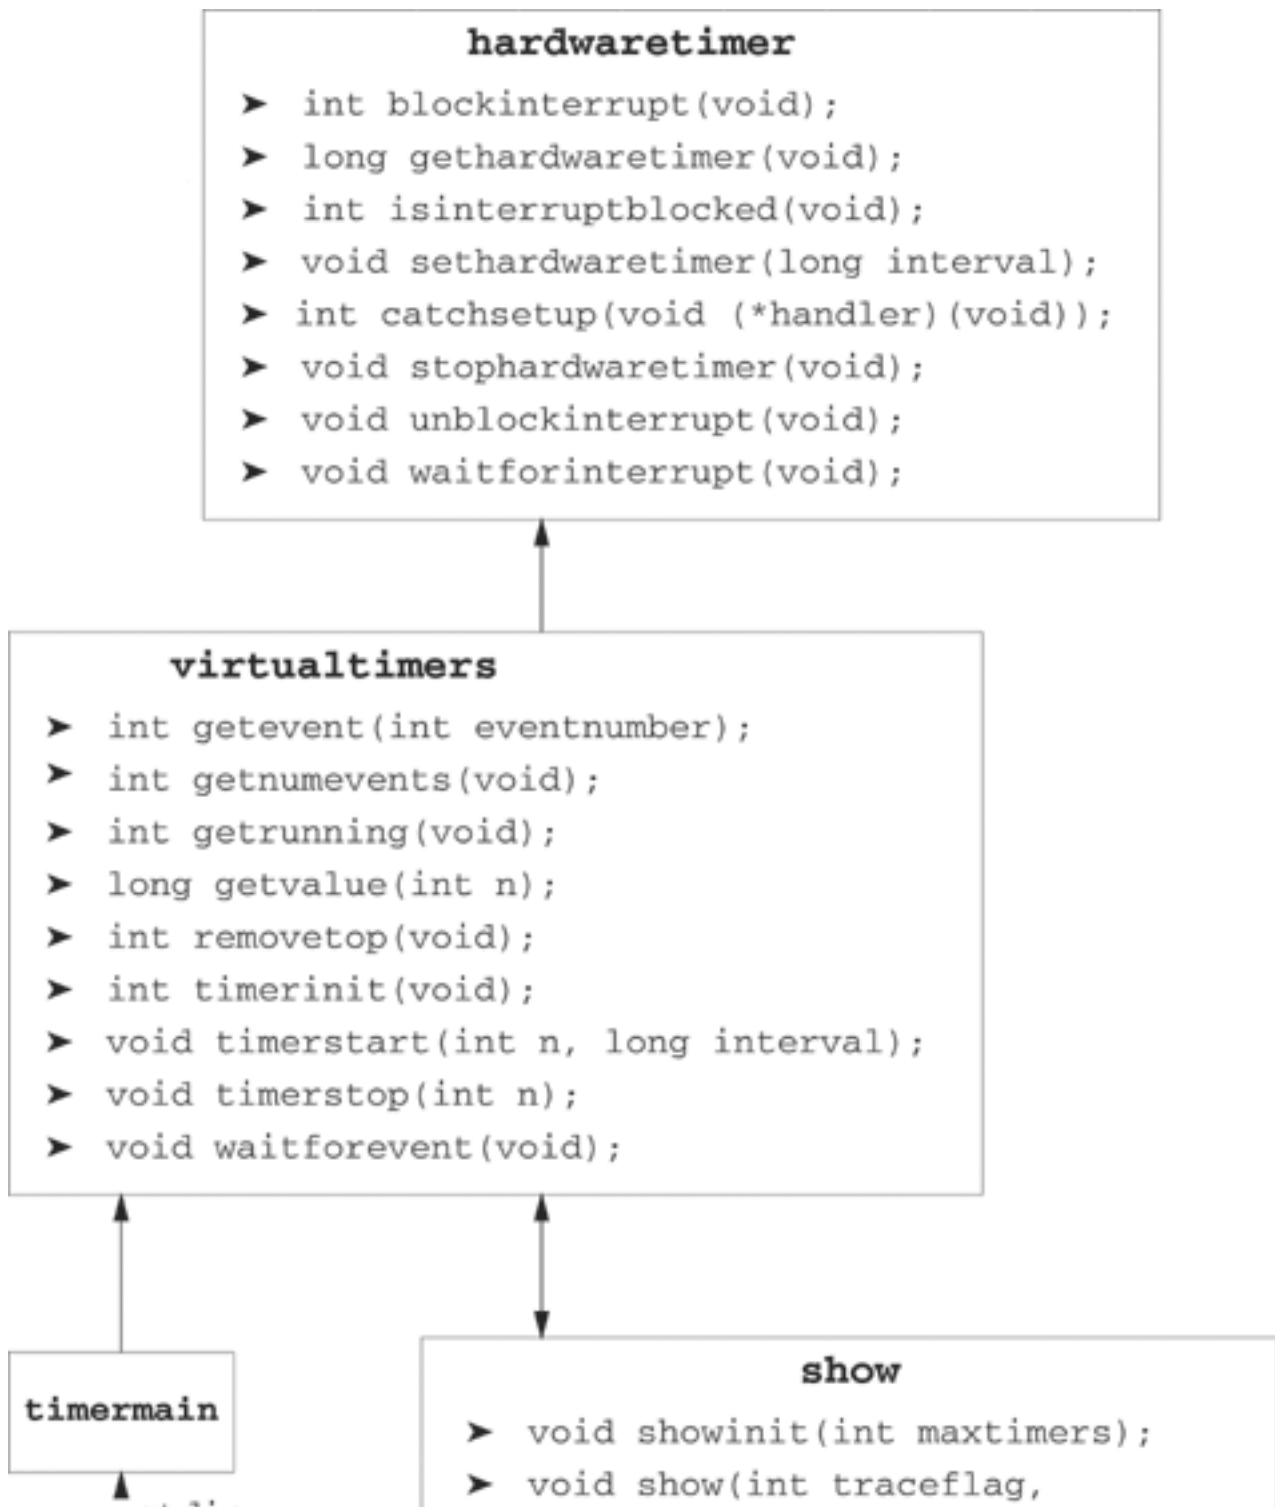 hardwaretimer
➤ int blockinterrupt(void);
➤ long gethardwaretimer(void);
➤ int isinterruptblocked(void);
➤ void sethardwaretimer(long interval);
➤ int catchsetup(void (*handler)(void));
➤ void stophardwaretimer(void);
➤ void unblockinterrupt(void);
➤ void waitforinterrupt(void);
virtualtimers
➤ int getevent(int eventnumber);
➤ int getnumevents(void);
➤ int getrunning(void);
➤ long getvalue(int n);
➤ int removetop(void);
➤ int timerinit(void);
➤ void timerstart(int n, long interval);
➤ void timerstop(int n);
➤ void waitforevent(void);
timermain
show
➤ void showinit(int maxtimers);
➤ void show(int traceflag,